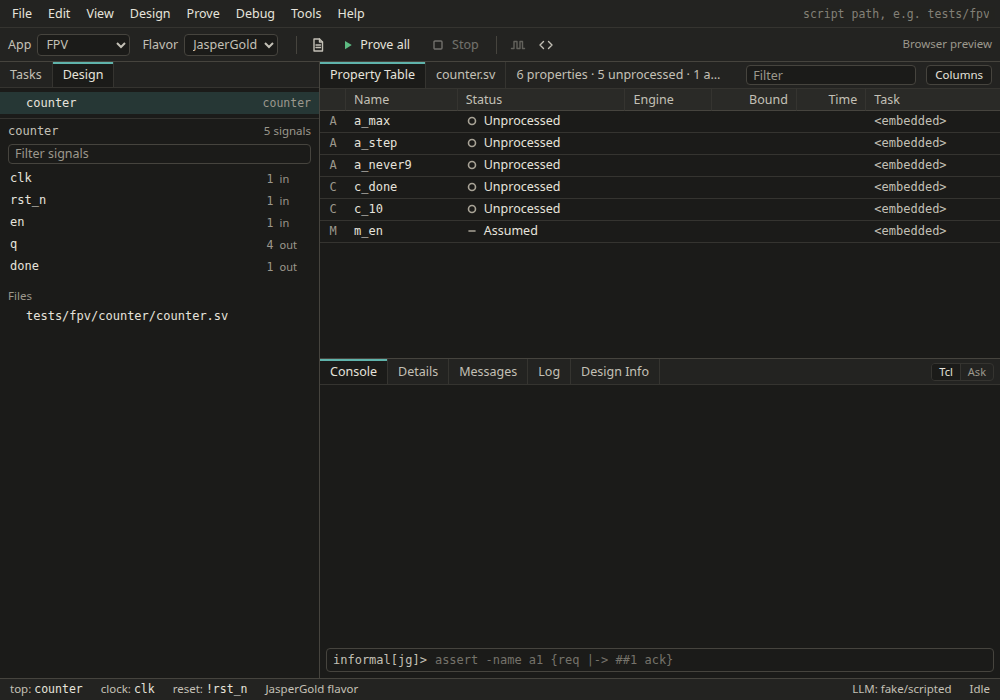 File Edit View Design Prove Debug Tools Help script path, e.g. tests/fpv
App FPV Flavor JasperGold Prove all Stop Browser preview
Tasks Design
counter counter
counter 5 signals
Filter signals
clk 1 in
rst_n 1 in
en 1 in
q 4 out
done 1 out
Files
tests/fpv/counter/counter.sv
Property Table counter.sv 6 properties · 5 unprocessed · 1 a... Filter Columns
Name Status Engine Bound Time Task
A a_max Unprocessed <embedded>
A a_step Unprocessed <embedded>
A a_never9 Unprocessed <embedded>
C c_done Unprocessed <embedded>
C c_10 Unprocessed <embedded>
M m_en Assumed <embedded>
Console Details Messages Log Design Info Tcl Ask
informal[jg]> assert -name a1 {req |-> ##1 ack}
top: counter clock: clk reset: !rst_n JasperGold flavor LLM: fake/scripted Idle